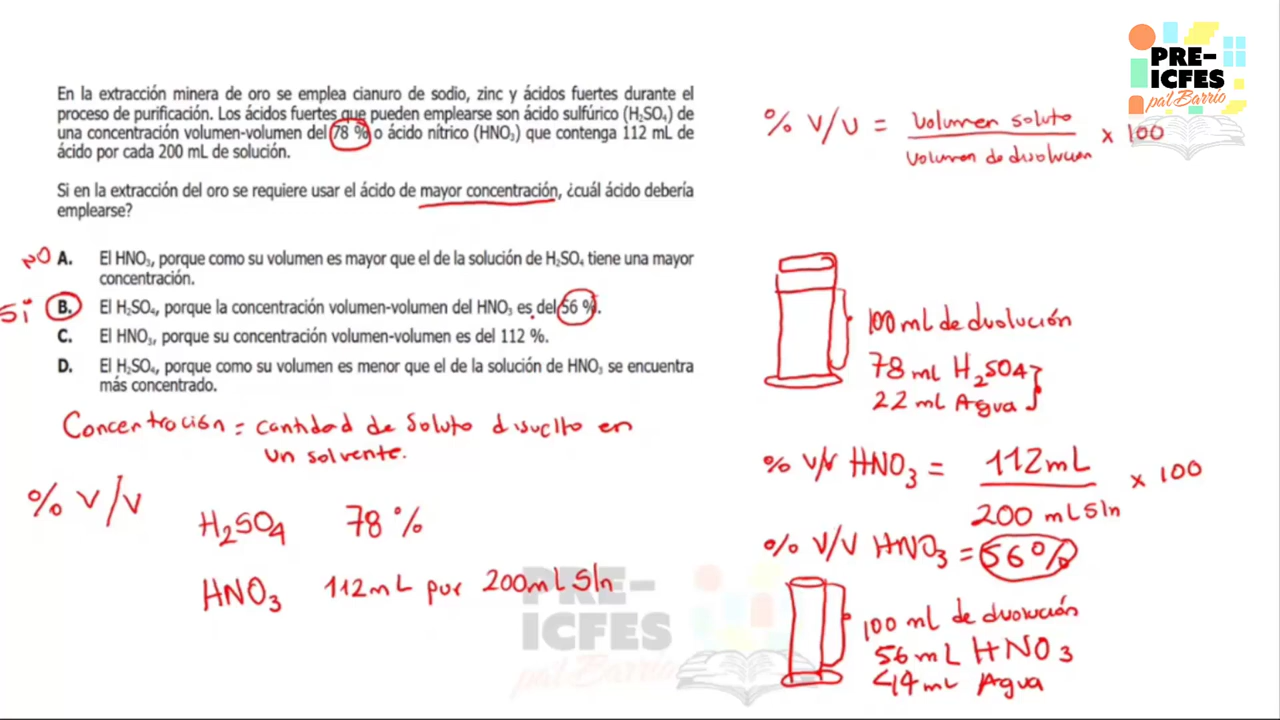 PRE-
ICFES
pa'l Barrio
En la extracción minera de oro se emplea cianuro de sodio, zinc y ácidos fuertes durante el
proceso de purificación. Los ácidos fuertes que pueden emplearse son ácido sulfúrico (H₂SO₄) de
una concentración volumen-volumen del 78 % o ácido nítrico (HNO₃) que contenga 112 mL de
ácido por cada 200 mL de solución.
Si en la extracción del oro se requiere usar el ácido de mayor concentración, ¿cuál ácido debería
emplearse?
NO A. El HNO₃, porque como su volumen es mayor que el de la solución de H₂SO₄ tiene una mayor
concentración.
Si B. El H₂SO₄, porque la concentración volumen-volumen del HNO₃ es del 56 %.
C. El HNO₃, porque su concentración volumen-volumen es del 112 %.
D. El H₂SO₄, porque como su volumen es menor que el de la solución de HNO₃ se encuentra
más concentrado.
Concentración = cantidad de soluto disuelto en
un solvente.
% V/V
H₂SO₄ 78 %
HNO₃ 112mL por 200mL Sln
% V/V = volumen soluto
volumen de disolución x 100
100 ml de disolución
78 ml H₂SO₄
22 ml Agua
% V/V HNO₃ = 112mL
200 mL Sln x 100
% V/V HNO₃ = 56%
100 ml de disolución
56 mL HNO₃
44 mL Agua
PRE-
ICFES
pa'l Barrio